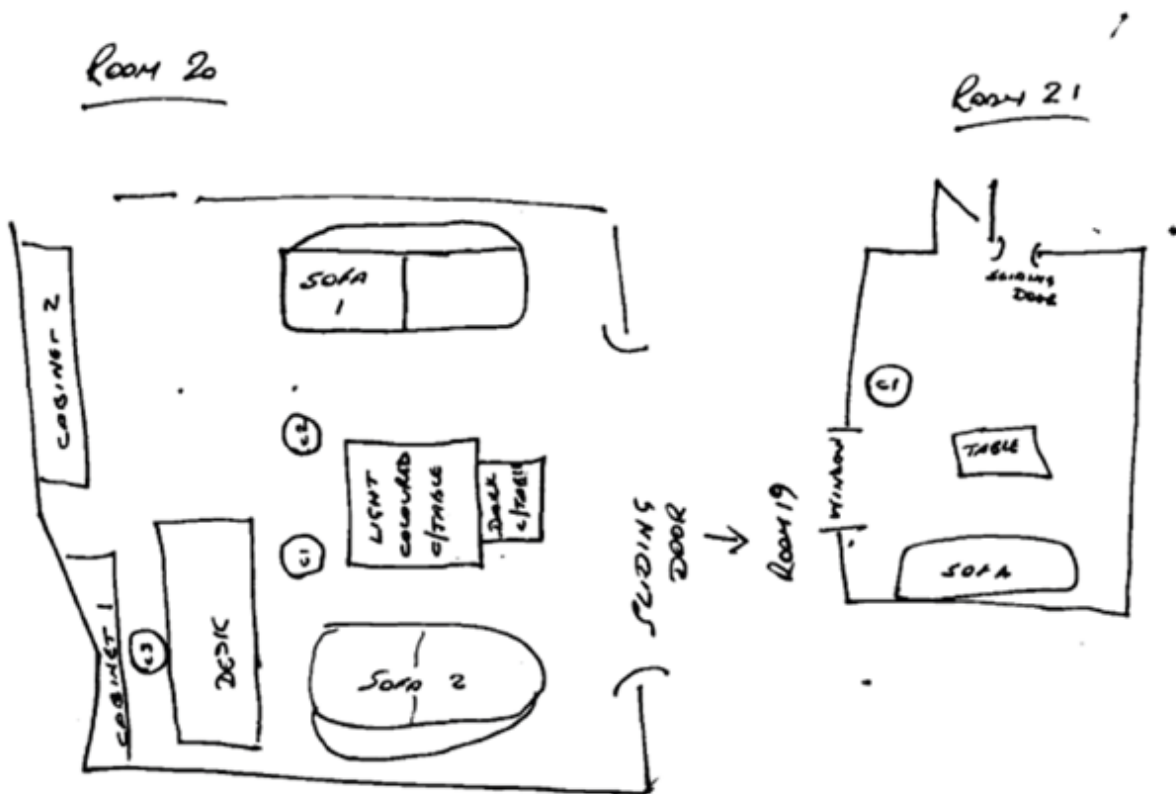 ROOM 20
ROOM 21
SOFA
1
CABINET 2
C2
LIGHT
COLOURED
C/TABLE
DARK
C/TABLE
C1
CABINET 1
C3
DESK
SOFA 2
SLIDING
DOOR
ROOM 19
SLIDING
DOOR
C1
TABLE
WINDOW
SOFA